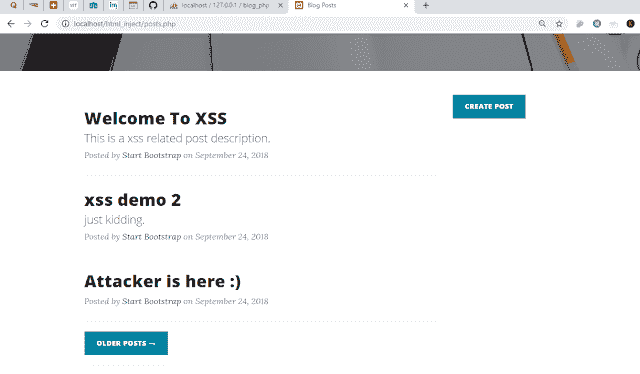 localhost / 127.0.0.1 / blog_php
Blog Posts
localhost/html_inject/posts.php
CREATE POST
Welcome To XSS
This is a xss related post description.
Posted by Start Bootstrap on September 24, 2018
xss demo 2
just kidding.
Posted by Start Bootstrap on September 24, 2018
Attacker is here :)
Posted by Start Bootstrap on September 24, 2018
OLDER POSTS →